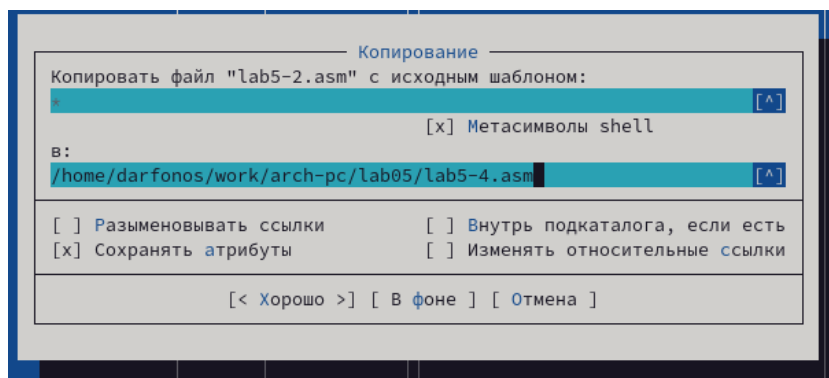 Копирование
Копировать файл "lab5-2.asm" с исходным шаблоном:
* [^]
[x] Метасимволы shell
в:
/home/darfonos/work/arch-pc/lab05/lab5-4.asm [^]
[ ] Разыменовывать ссылки [ ] Внутрь подкаталога, если есть
[x] Сохранять атрибуты [ ] Изменять относительные ссылки
[< Хорошо >] [ В фоне ] [ Отмена ]